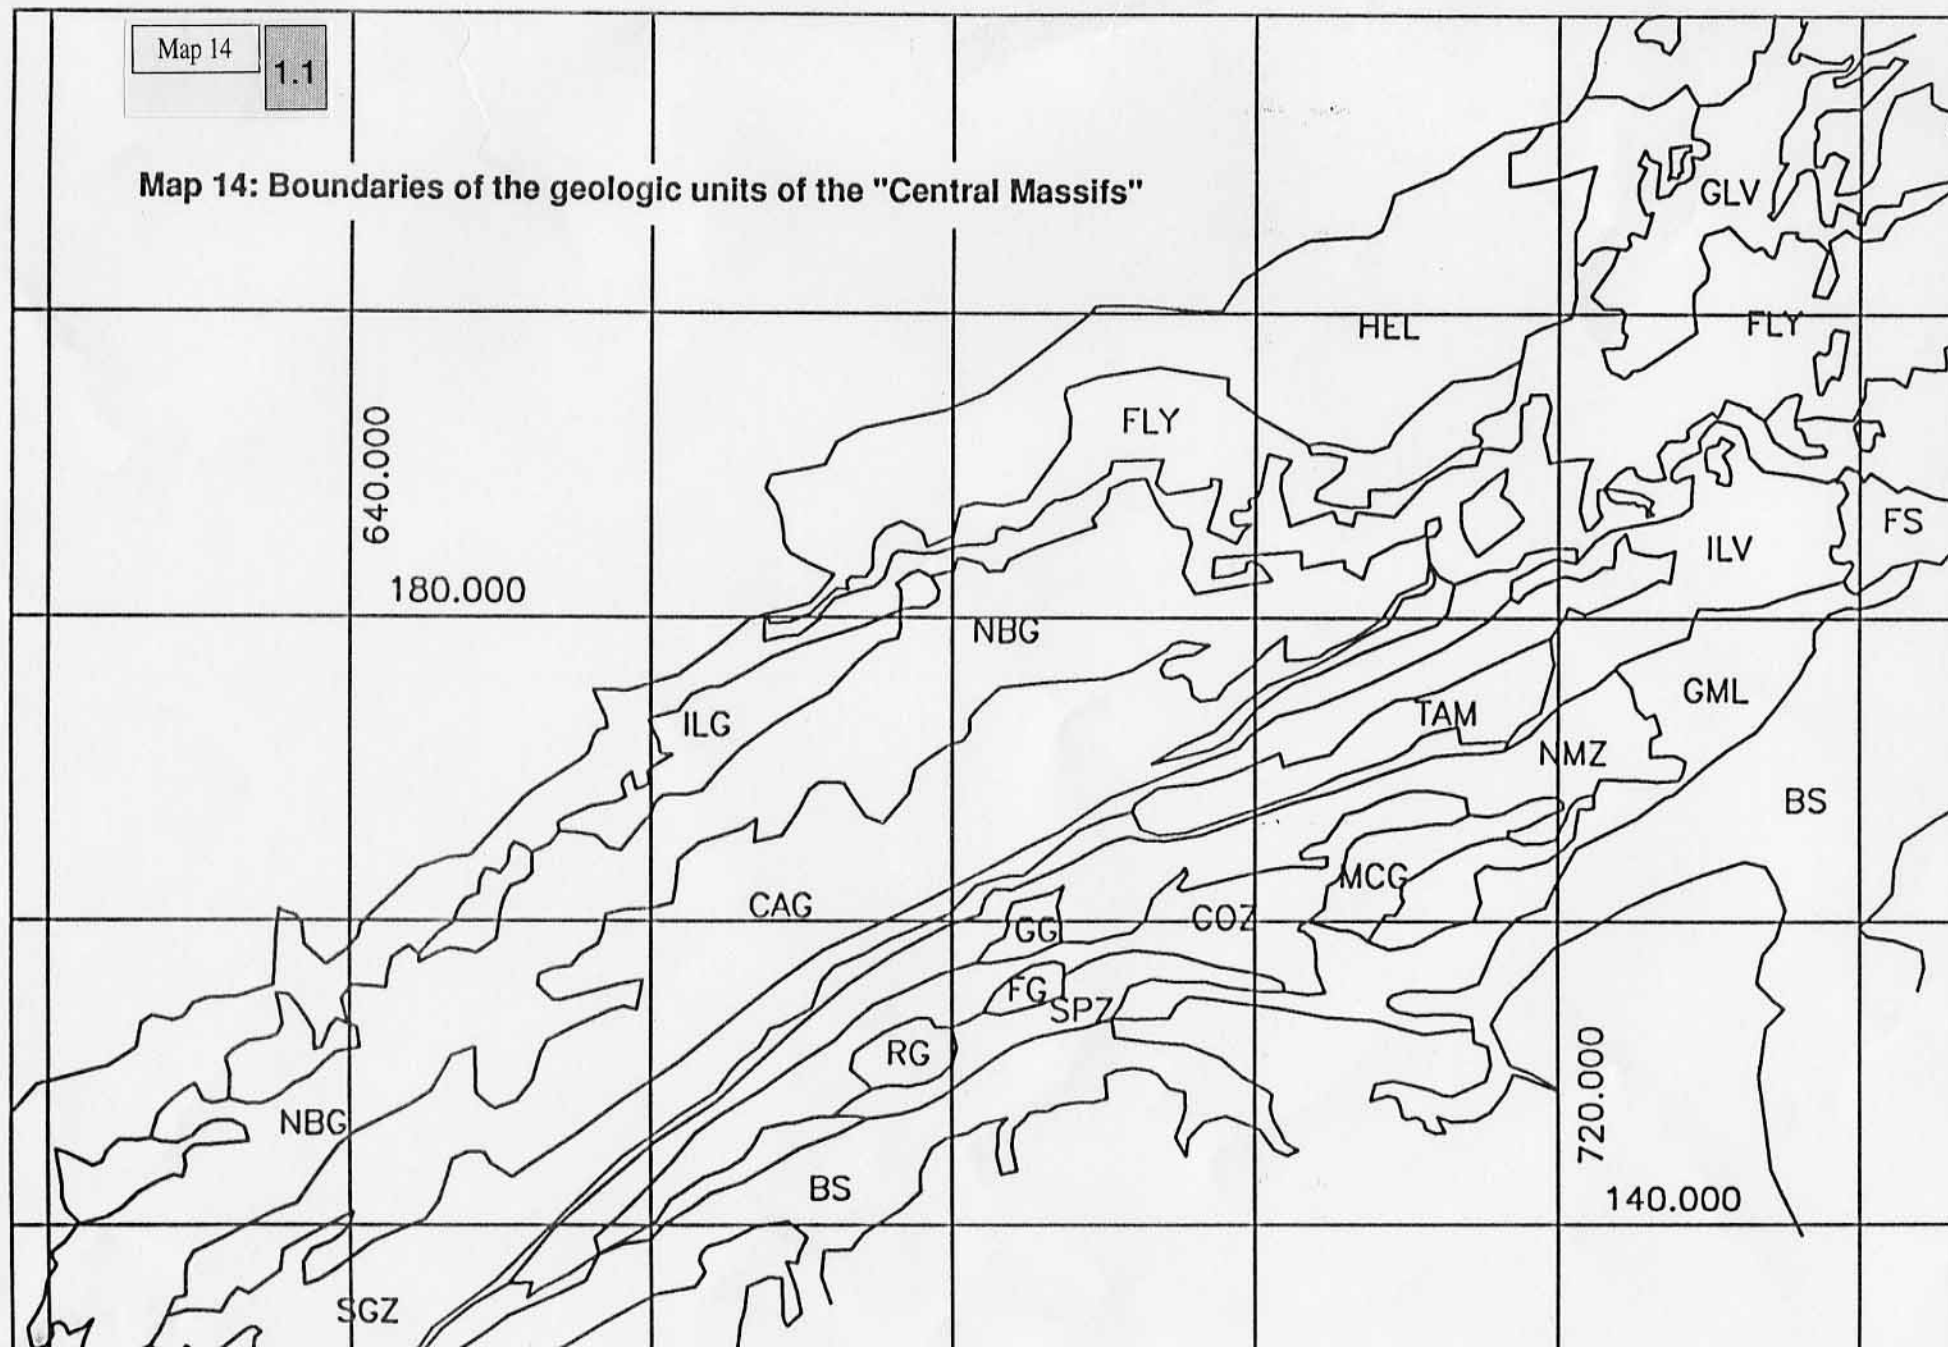 Map 14
1.1
Map 14: Boundaries of the geologic units of the "Central Massifs"
GLV
HEL
FLY
FLY
640.000
FS
ILV
180.000
NBG
GML
TAM
ILG
NMZ
BS
MCG
CAG
GOZ
GG
FG
SPZ
RG
720.000
NBG
BS
140.000
SGZ